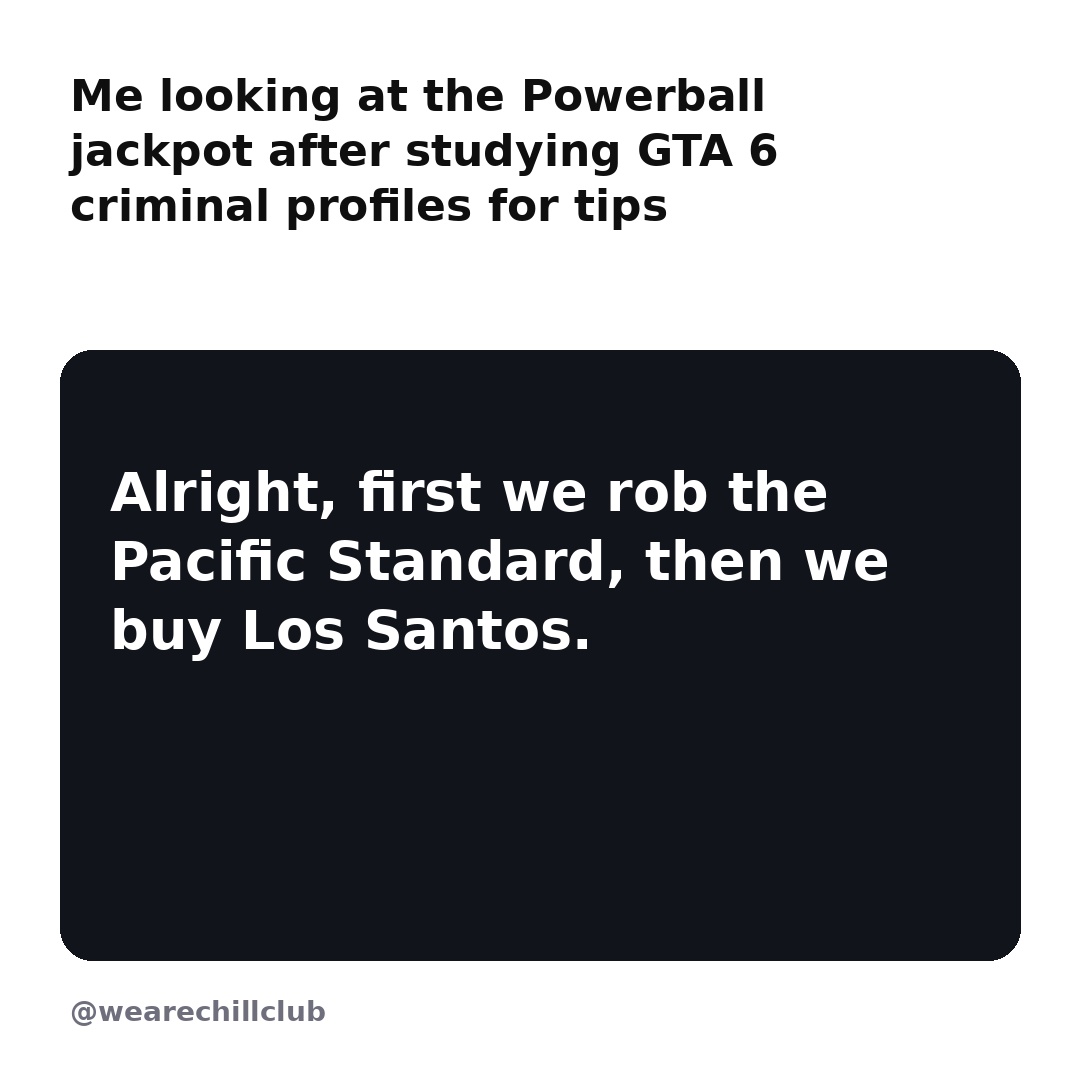 Me looking at the Powerball
jackpot after studying GTA 6
criminal profiles for tips
Alright, first we rob the
Pacific Standard, then we
buy Los Santos.
@wearechillclub